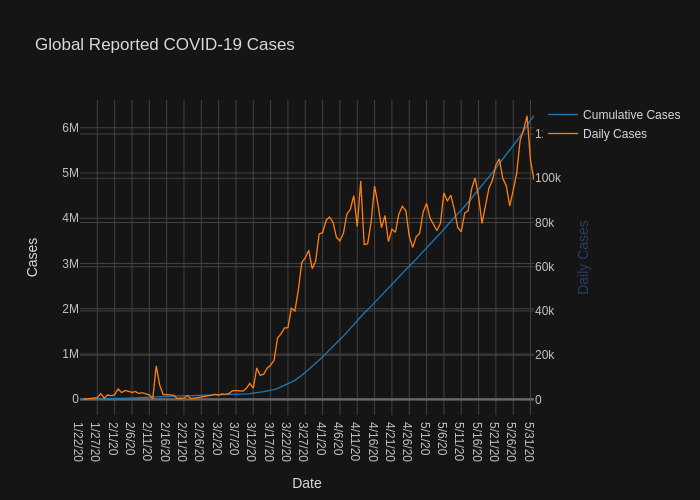 Global Reported COVID-19 Cases
Cumulative Cases
Daily Cases
6M
5M
4M
3M
2M
1M
0
100k
80k
60k
40k
20k
0
Cases
Daily Cases
1/22/20
1/27/20
2/1/20
2/6/20
2/11/20
2/16/20
2/21/20
2/26/20
3/2/20
3/7/20
3/12/20
3/17/20
3/22/20
3/27/20
4/1/20
4/6/20
4/11/20
4/16/20
4/21/20
4/26/20
5/1/20
5/6/20
5/11/20
5/16/20
5/21/20
5/26/20
5/31/20
Date